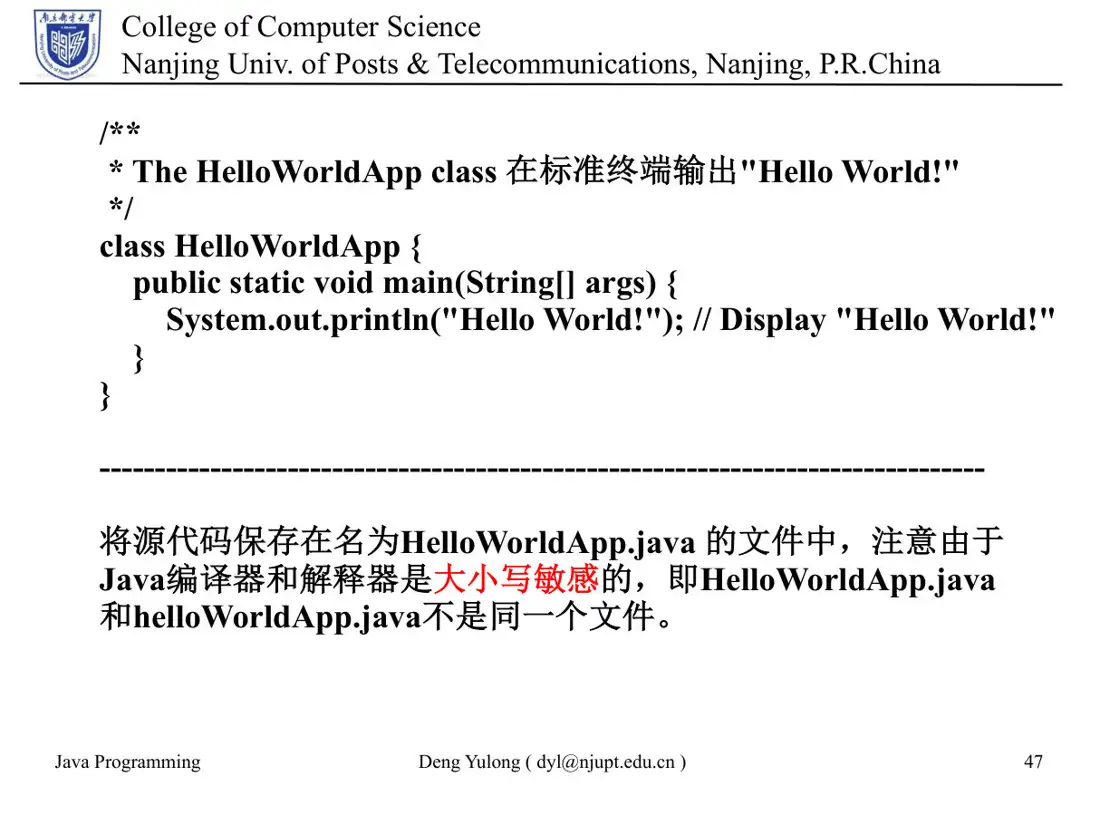 College of Computer Science
Nanjing Univ. of Posts & Telecommunications, Nanjing, P.R.China
/**
 * The HelloWorldApp class 在标准终端输出"Hello World!"
 */
class HelloWorldApp {
    public static void main(String[] args) {
        System.out.println("Hello World!"); // Display "Hello World!"
    }
}
--------------------------------------------------------------------------------
将源代码保存在名为HelloWorldApp.java 的文件中，注意由于
Java编译器和解释器是大小写敏感的，即HelloWorldApp.java
和helloWorldApp.java不是同一个文件。
Java Programming
Deng Yulong ( dyl@njupt.edu.cn )
47